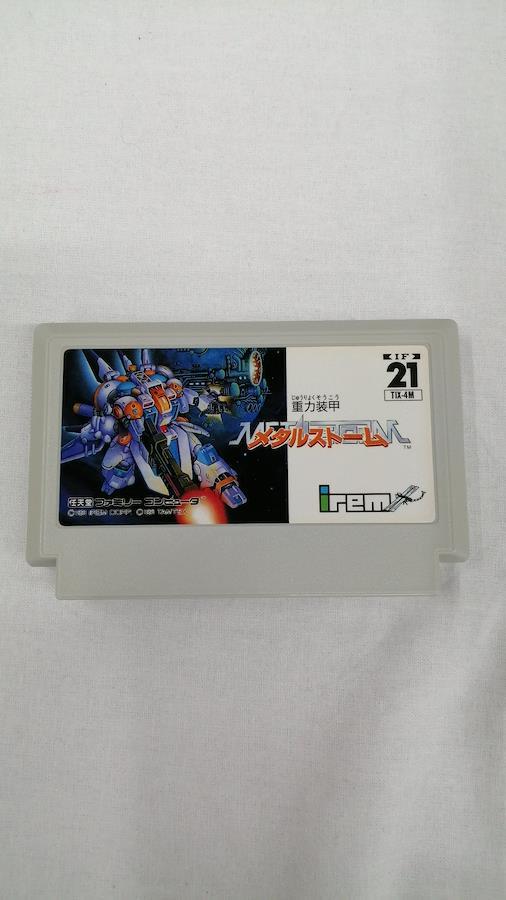 IF
21
TIX-4M
じゅうりょくそうこう
重力装甲
METAL STORM
メタルストーム
TM
irem
任天堂 ファミリー コンピュータ